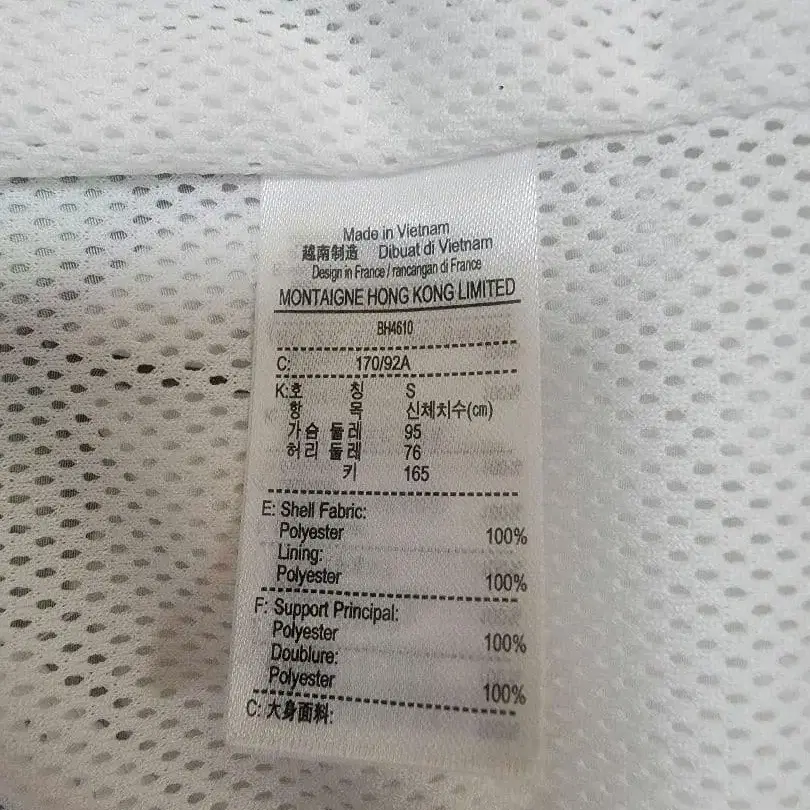 Made in Vietnam
越南制造 Dibuat di Vietnam
Design in France / rancangan di France
MONTAIGNE HONG KONG LIMITED
BH4610
C: 170/92A
K:호 칭 S
항 목 신체치수(cm)
가슴 둘레 95
허리 둘레 76
키 165
E: Shell Fabric:
Polyester 100%
Lining:
Polyester 100%
F: Support Principal:
Polyester 100%
Doublure:
Polyester 100%
C: 大身面料: